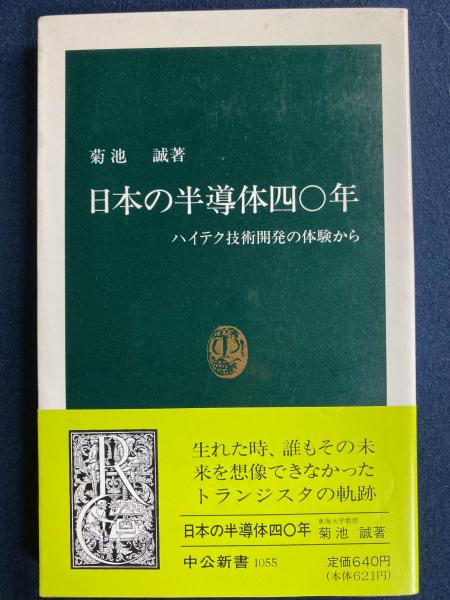 菊池 誠著
日本の半導体四〇年
ハイテク技術開発の体験から
生れた時、誰もその未
来を想像できなかった
トランジスタの軌跡
日本の半導体四〇年 東海大学教授 菊池 誠著
中公新書 1055 定価640円
(本体621円)